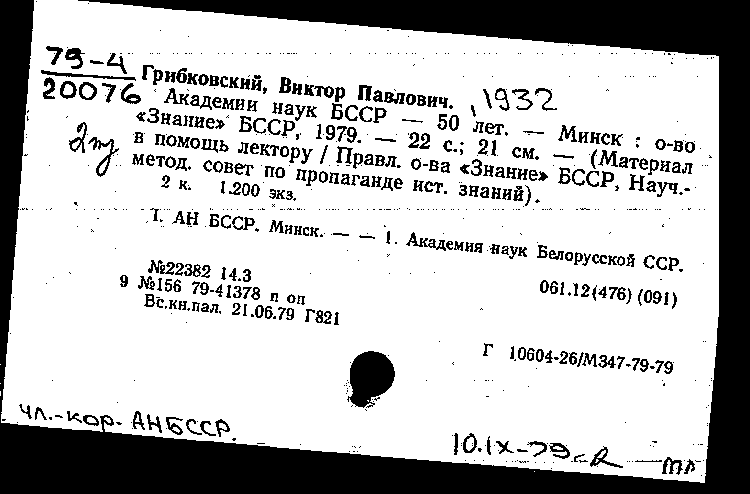 79-4
20076
Грибковский, Виктор Павлович. , 1932
Академии наук БССР — 50 лет. — Минск : о-во
«Знание» БССР, 1979. — 22 с.; 21 см. — (Материал
в помощь лектору / Правл. о-ва «Знание» БССР, Науч.-
метод. совет по пропаганде ист. знаний).
2 к. 1.200 экз.
I. АН БССР. Минск. — — 1. Академия наук Белорусской ССР.
061.12(476) (091)
№22382 14.3
9 №156 79-41378 п оп
Вс.кн.пал. 21.06.79 Г821
Г 10604-26/М347-79-79
чл.-кор. АНБССР.
10.IX-79